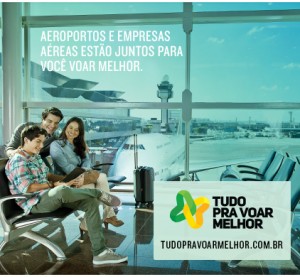 AEROPORTOS E EMPRESAS
AÉREAS ESTÃO JUNTOS PARA
VOCÊ VOAR MELHOR.
TUDO
PRA VOAR
MELHOR
TUDOPRAVOARMELHOR.COM.BR